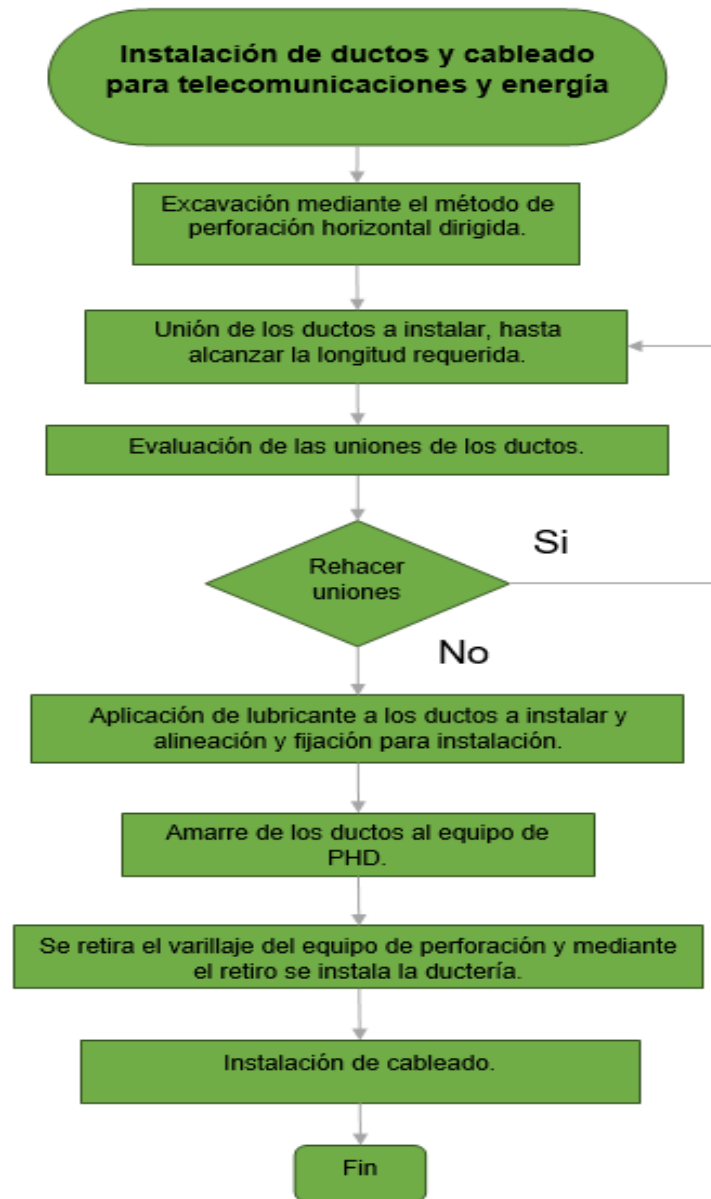 Instalación de ductos y cableado
para telecomunicaciones y energía
Excavación mediante el método de
perforación horizontal dirigida.
Unión de los ductos a instalar, hasta
alcanzar la longitud requerida.
Evaluación de las uniones de los ductos.
Rehacer
uniones
Si
No
Aplicación de lubricante a los ductos a instalar y
alineación y fijación para instalación.
Amarre de los ductos al equipo de
PHD.
Se retira el varillaje del equipo de perforación y mediante
el retiro se instala la ductería.
Instalación de cableado.
Fin